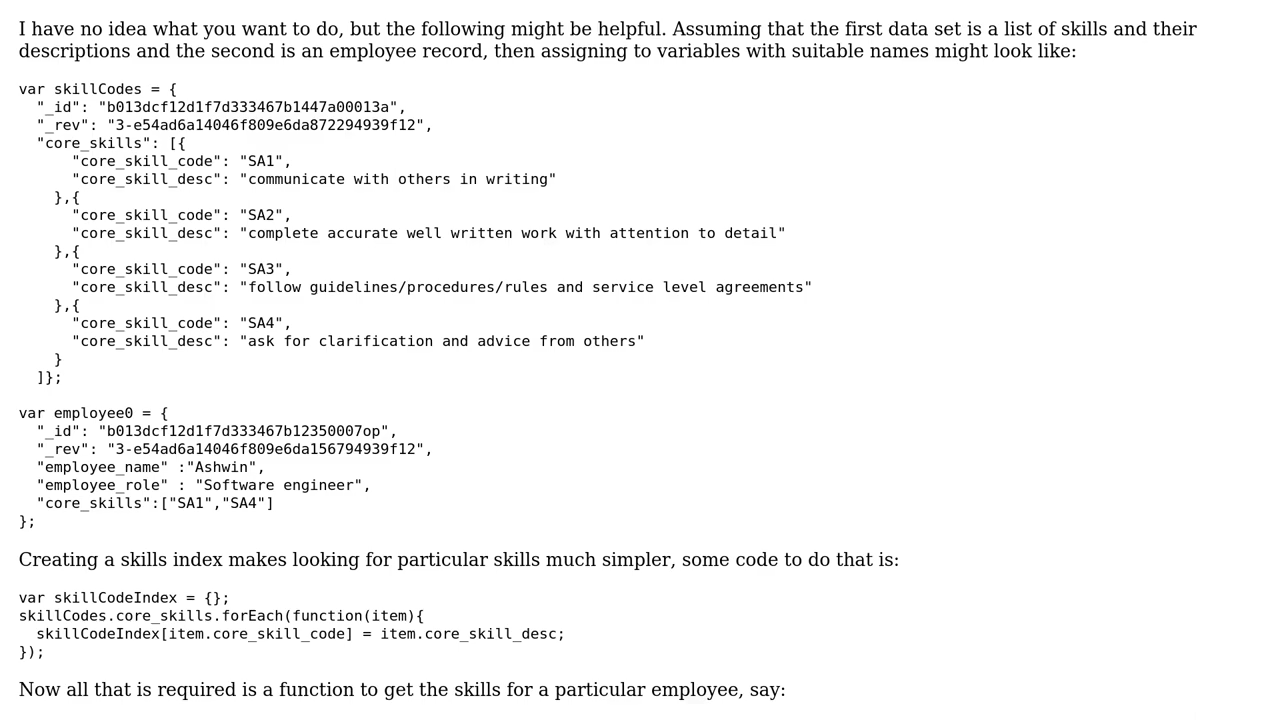 I have no idea what you want to do, but the following might be helpful. Assuming that the first data set is a list of skills and their
descriptions and the second is an employee record, then assigning to variables with suitable names might look like:
var skillCodes = {
  "_id": "b013dcf12d1f7d333467b1447a00013a",
  "_rev": "3-e54ad6a14046f809e6da872294939f12",
  "core_skills": [{
      "core_skill_code": "SA1",
      "core_skill_desc": "communicate with others in writing"
    },{
      "core_skill_code": "SA2",
      "core_skill_desc": "complete accurate well written work with attention to detail"
    },{
      "core_skill_code": "SA3",
      "core_skill_desc": "follow guidelines/procedures/rules and service level agreements"
    },{
      "core_skill_code": "SA4",
      "core_skill_desc": "ask for clarification and advice from others"
    }
  ]};
var employee0 = {
  "_id": "b013dcf12d1f7d333467b12350007op",
  "_rev": "3-e54ad6a14046f809e6da156794939f12",
  "employee_name" :"Ashwin",
  "employee_role" : "Software engineer",
  "core_skills":["SA1","SA4"]
};
Creating a skills index makes looking for particular skills much simpler, some code to do that is:
var skillCodeIndex = {};
skillCodes.core_skills.forEach(function(item){
  skillCodeIndex[item.core_skill_code] = item.core_skill_desc;
});
Now all that is required is a function to get the skills for a particular employee, say: